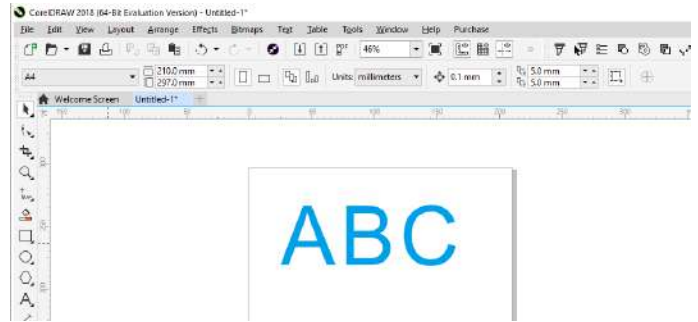 CorelDRAW 2018 (64-Bit Evaluation Version) - Untitled-1*
File Edit View Layout Arrange Effects Bitmaps Text Table Tools Window Help Purchase
PDF 46%
A4 210.0 mm 297.0 mm Units: millimeters 0.1 mm 5.0 mm 5.0 mm
Welcome Screen Untitled-1*
ABC